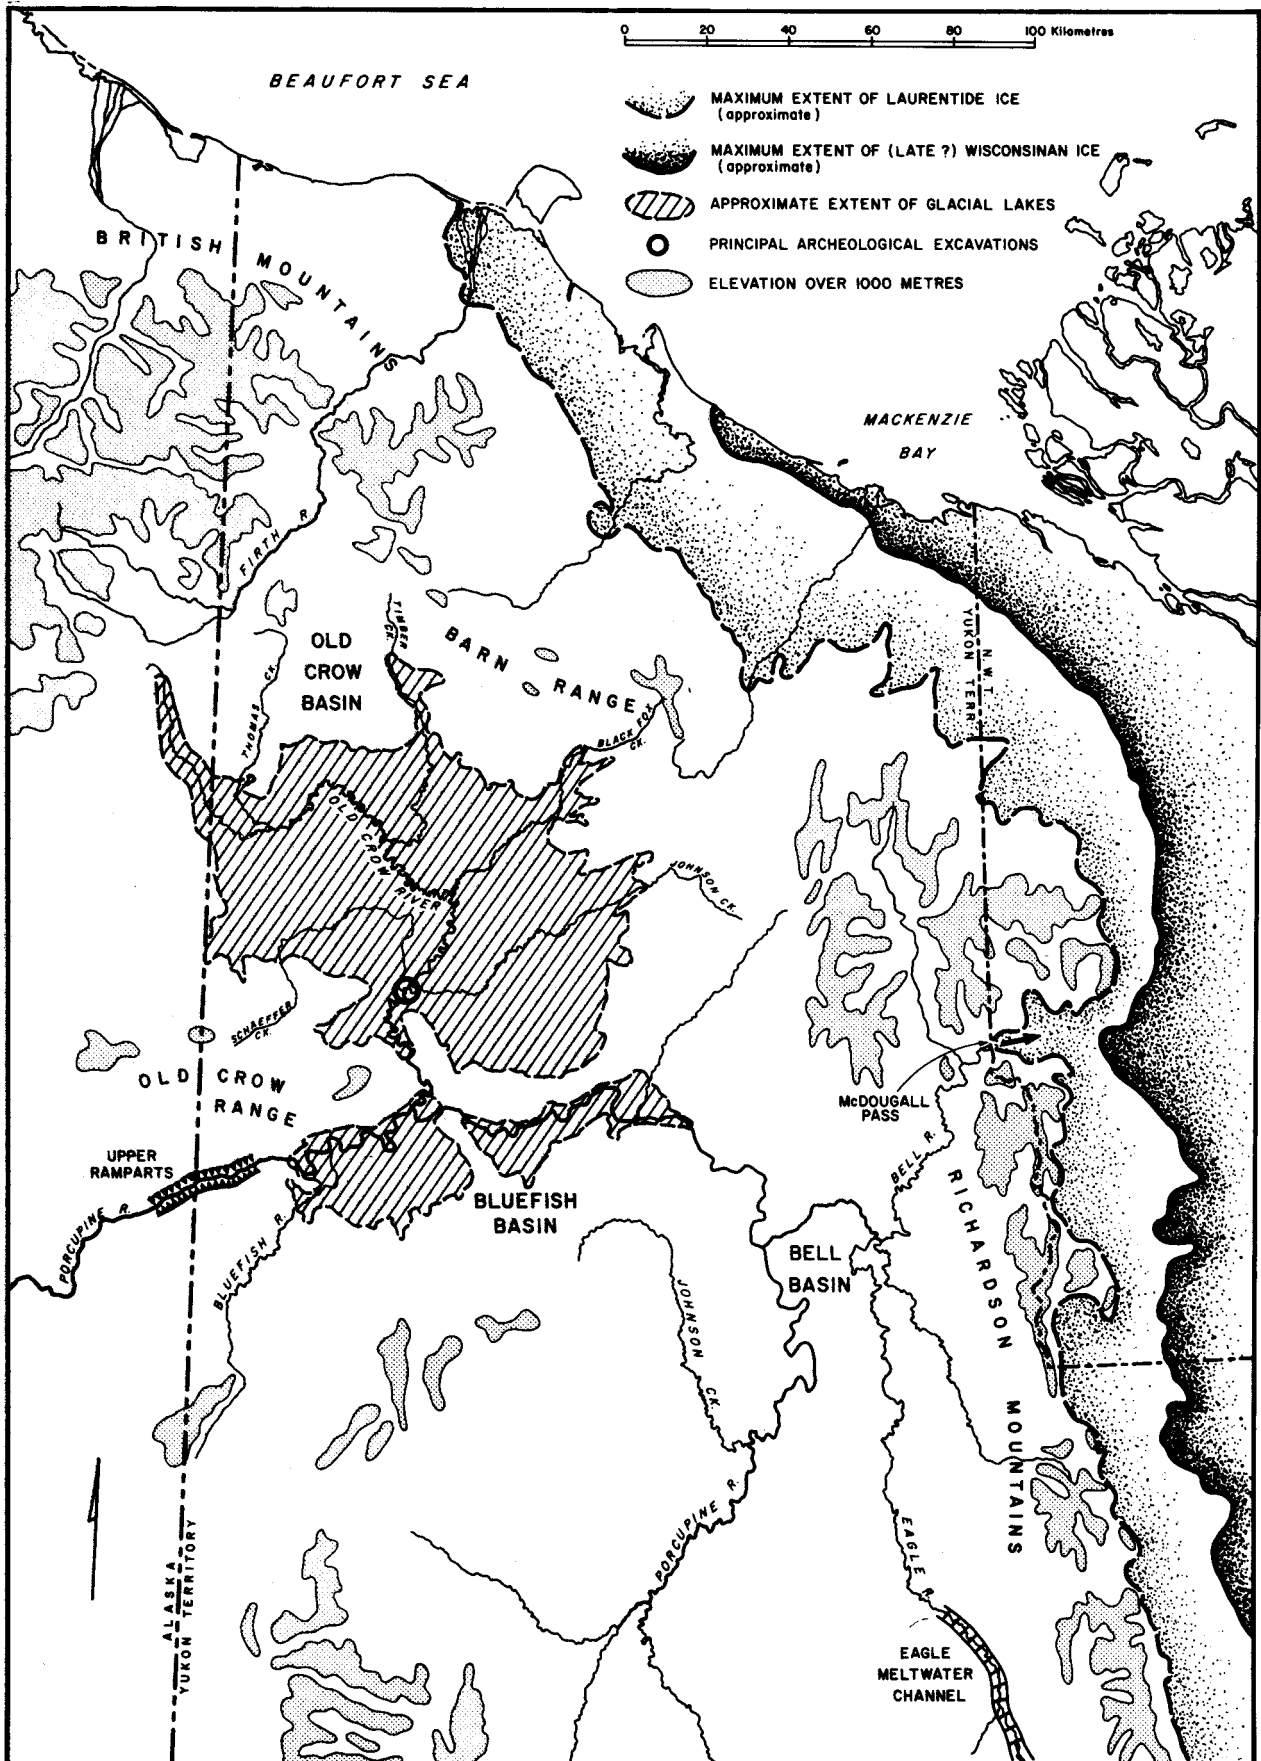 0 20 40 60 80 100 Kilometres
BEAUFORT SEA
MAXIMUM EXTENT OF LAURENTIDE ICE
(approximate)
MAXIMUM EXTENT OF (LATE ?) WISCONSINAN ICE
(approximate)
APPROXIMATE EXTENT OF GLACIAL LAKES
PRINCIPAL ARCHEOLOGICAL EXCAVATIONS
ELEVATION OVER 1000 METRES
BRITISH MOUNTAINS
MACKENZIE
BAY
FIRTH R.
TIMBER
CK.
OLD
CROW
BASIN
BARN RANGE
YUKON TERR.
N.W.T.
THOMAS CK.
BLACK FOX
CK.
OLD CROW RIVER
JOHNSON CK.
SCHAEFFER
CK.
OLD CROW
RANGE
McDOUGALL
PASS
UPPER
RAMPARTS
BELL R.
PORCUPINE R.
BLUEFISH R.
BLUEFISH
BASIN
BELL
BASIN
RICHARDSON MOUNTAINS
JOHNSON CK.
PORCUPINE R.
EAGLE R.
ALASKA
YUKON TERRITORY
EAGLE
MELTWATER
CHANNEL